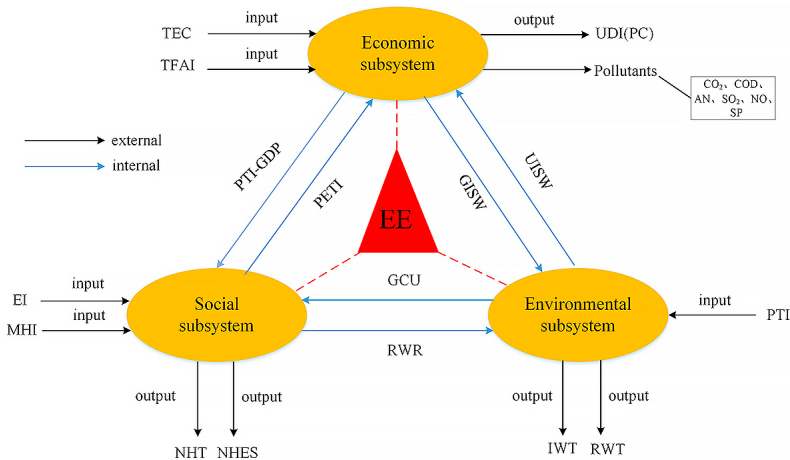 TEC
input
output
UDI(PC)
Economic
subsystem
TFAI
input
Pollutants
CO₂、COD、
AN、SO₂、NO、
SP
external
internal
PTI-GDP
PETI
GISW
UISW
EE
GCU
EI
input
MHI
input
Social
subsystem
Environmental
subsystem
input
PTI
RWR
output
output
output
output
NHT
NHES
IWT
RWT